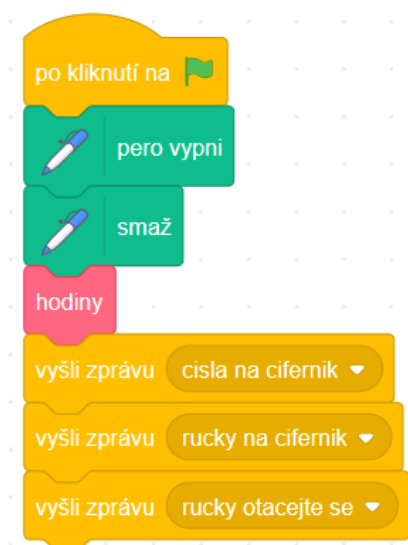 po kliknutí na
pero vypni
smaž
hodiny
vyšli zprávu cisla na cifernik
vyšli zprávu rucky na cifernik
vyšli zprávu rucky otacejte se